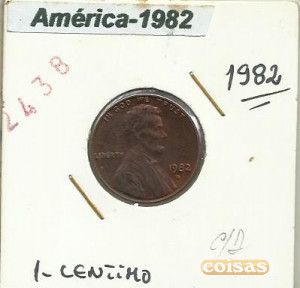 América-1982
2438
1982
IN GOD WE TRUST
LIBERTY
1982
D
1- CENTIMO
C/D
coisas